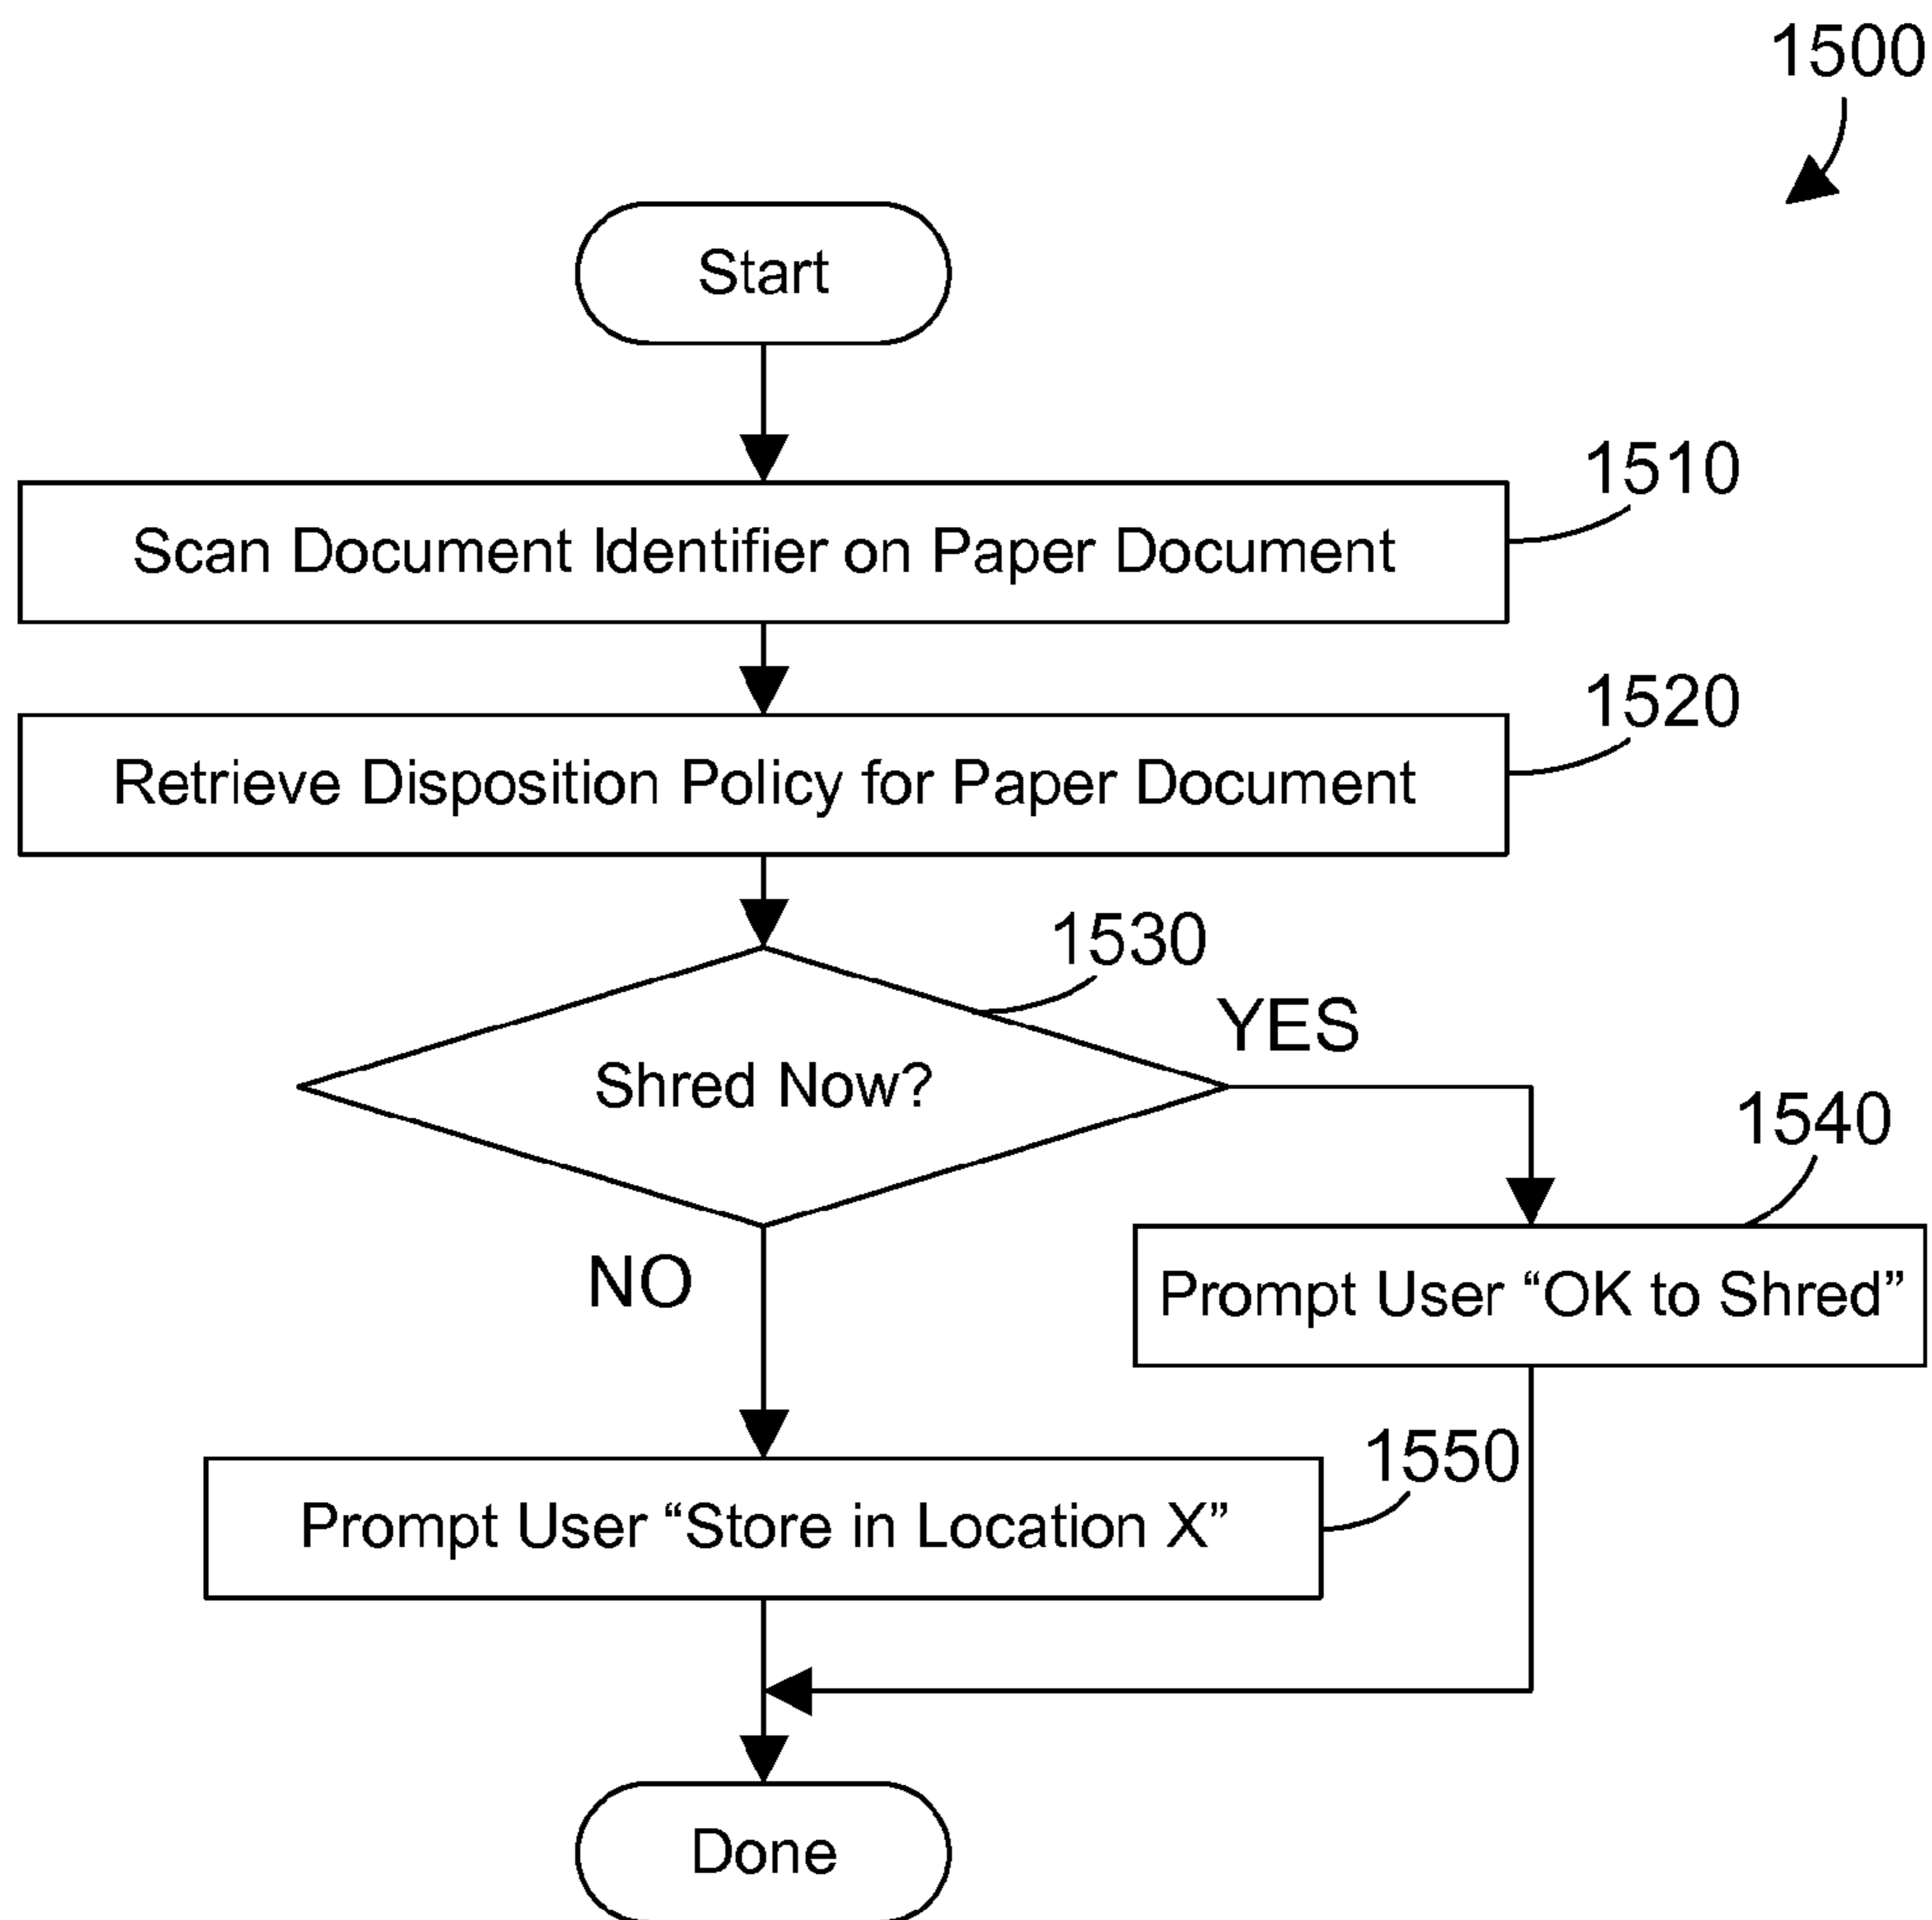 1500
Start
1510
Scan Document Identifier on Paper Document
1520
Retrieve Disposition Policy for Paper Document
1530
YES
Shred Now?
1540
NO
Prompt User “OK to Shred”
1550
Prompt User “Store in Location X”
Done